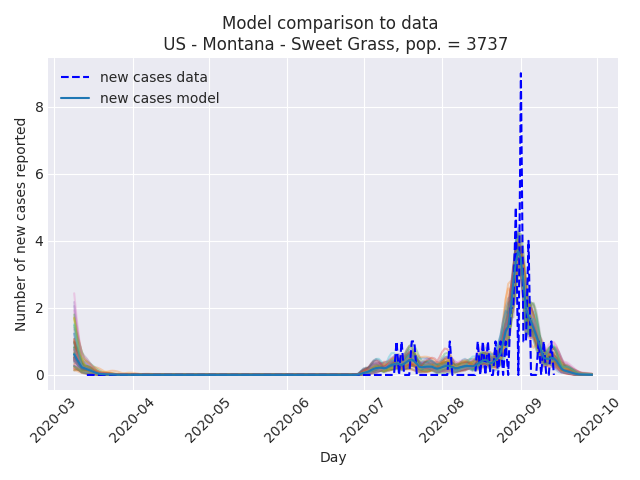 Model comparison to data
US - Montana - Sweet Grass, pop. = 3737
new cases data
new cases model
Number of new cases reported
8
6
4
2
0
2020-03
2020-04
2020-05
2020-06
2020-07
2020-08
2020-09
2020-10
Day